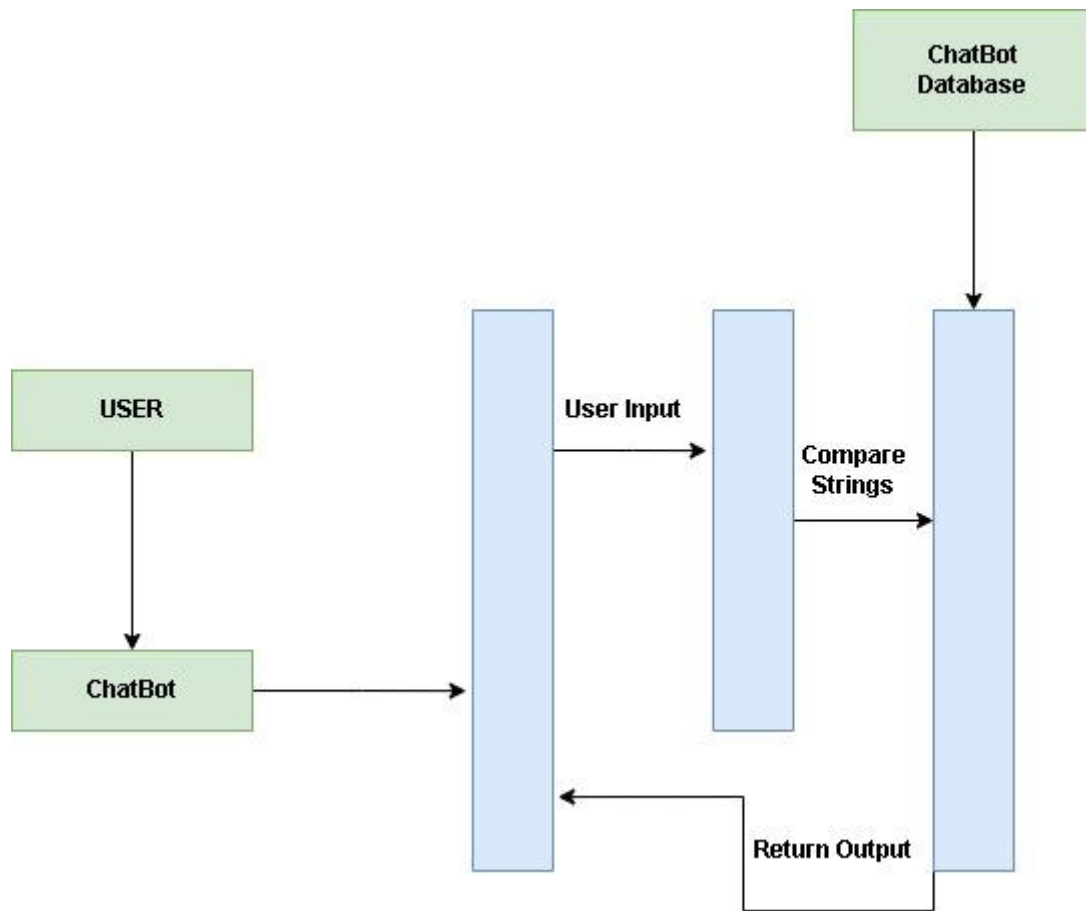 ChatBot
Database
USER
User Input
Compare
Strings
ChatBot
Return Output